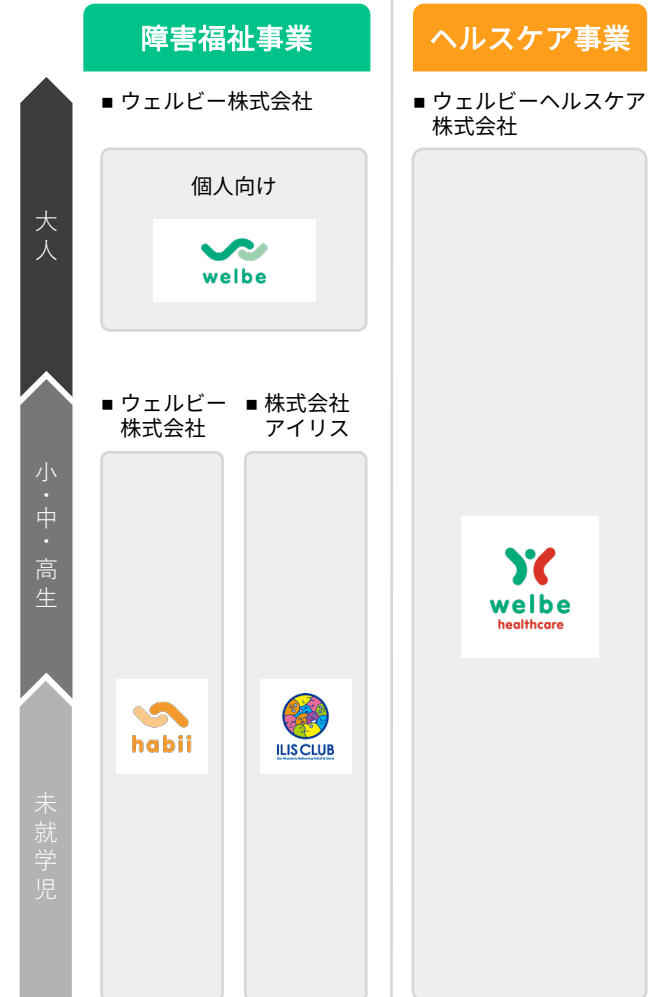 障害福祉事業
ヘルスケア事業
■ ウェルビー株式会社
■ ウェルビーヘルスケア
株式会社
大人
個人向け
welbe
■ ウェルビー
株式会社
■ 株式会社
アイリス
小・中・高生
welbe
healthcare
habii
ILIS CLUB
未就学児